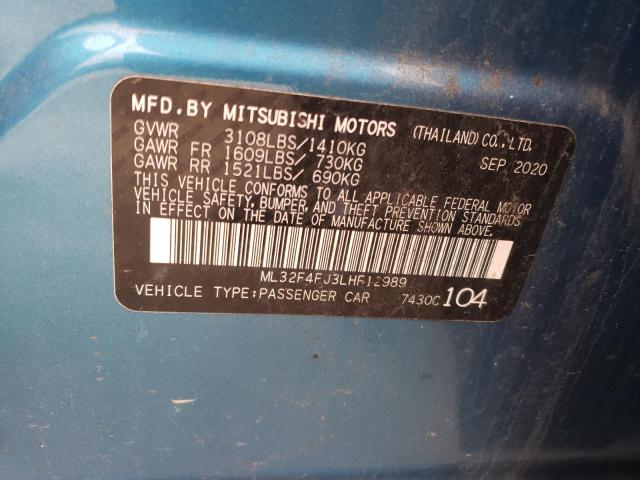 MFD.BY MITSUBISHI MOTORS (THAILAND) CO., LTD.
GVWR 3108LBS/1410KG SEP 2020
GAWR FR 1609LBS/ 730KG
GAWR RR 1521LBS/ 690KG
THIS VEHICLE CONFORMS TO ALL APPLICABLE FEDERAL MOTOR
VEHICLE SAFETY, BUMPER, AND THEFT PREVENTION STANDARDS
IN EFFECT ON THE DATE OF MANUFACTURE SHOWN ABOVE.
ML32F4FJ3LHF12989
VEHICLE TYPE:PASSENGER CAR 7430C 104